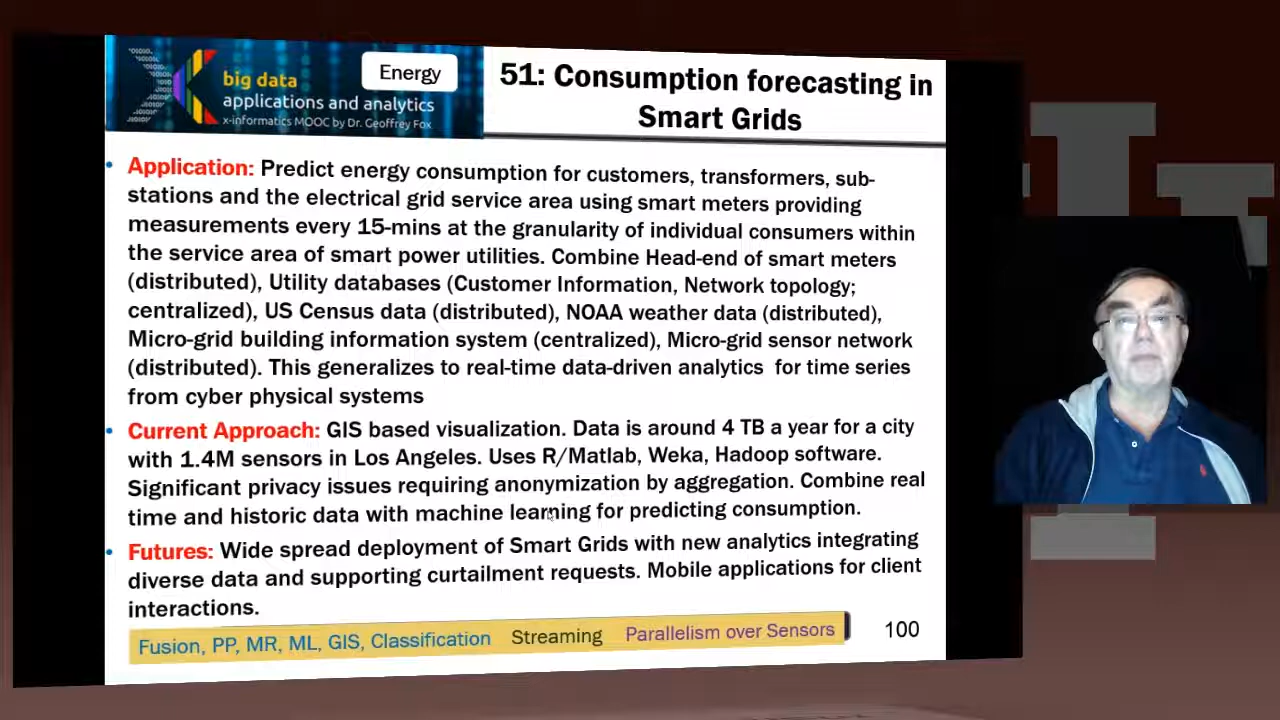 big data
applications and analytics
x-informatics MOOC by Dr. Geoffrey Fox
Energy
51: Consumption forecasting in
Smart Grids
• Application: Predict energy consumption for customers, transformers, sub-
stations and the electrical grid service area using smart meters providing
measurements every 15-mins at the granularity of individual consumers within
the service area of smart power utilities. Combine Head-end of smart meters
(distributed), Utility databases (Customer Information, Network topology;
centralized), US Census data (distributed), NOAA weather data (distributed),
Micro-grid building information system (centralized), Micro-grid sensor network
(distributed). This generalizes to real-time data-driven analytics for time series
from cyber physical systems
• Current Approach: GIS based visualization. Data is around 4 TB a year for a city
with 1.4M sensors in Los Angeles. Uses R/Matlab, Weka, Hadoop software.
Significant privacy issues requiring anonymization by aggregation. Combine real
time and historic data with machine learning for predicting consumption.
• Futures: Wide spread deployment of Smart Grids with new analytics integrating
diverse data and supporting curtailment requests. Mobile applications for client
interactions.
Fusion, PP, MR, ML, GIS, Classification Streaming Parallelism over Sensors
100